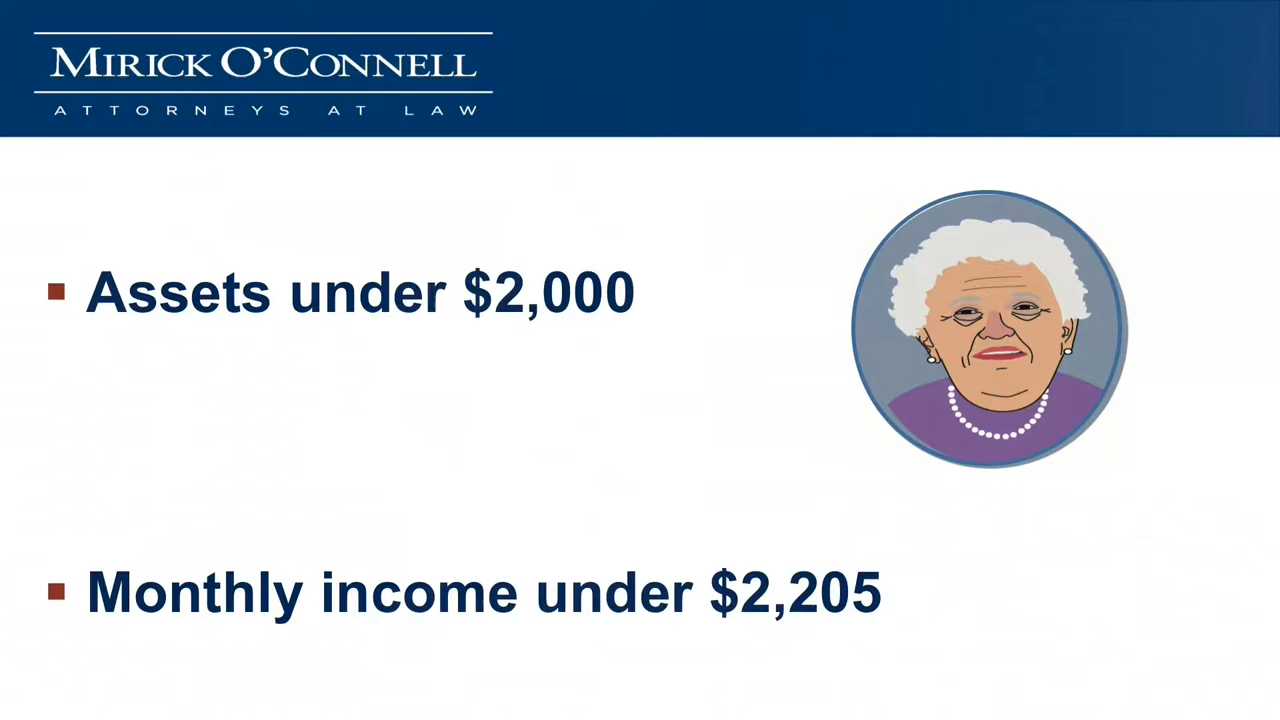 MIRICK O'CONNELL
ATTORNEYS AT LAW
▪ Assets under $2,000
▪ Monthly income under $2,205